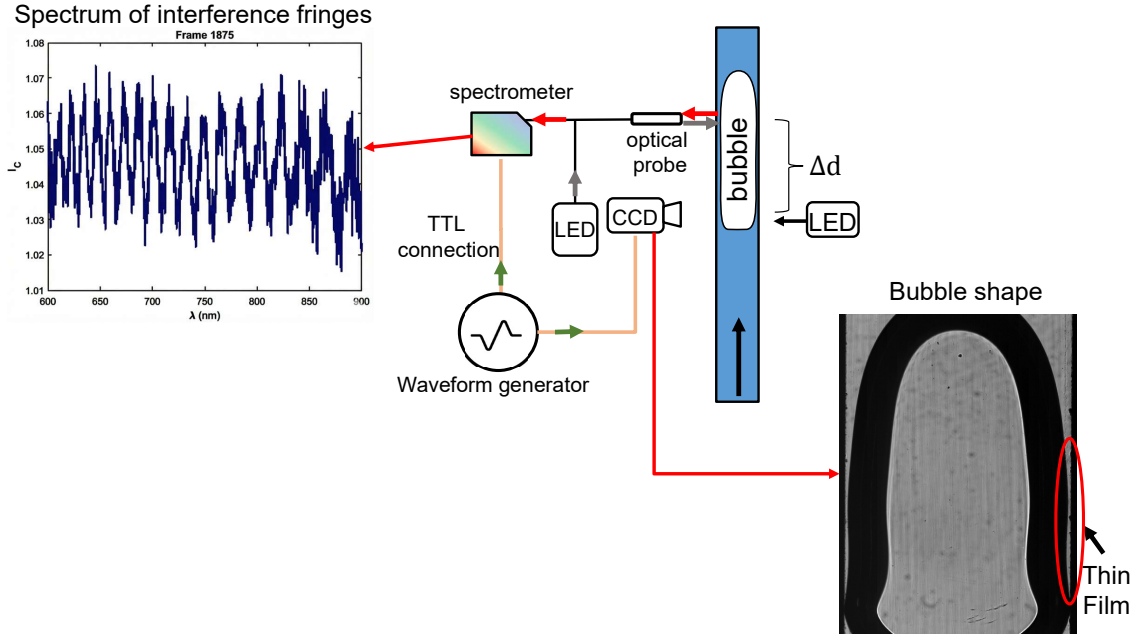 Spectrum of interference fringes
Frame 1875
1.08
1.07
1.06
1.05
1.04
1.03
1.02
1.01
I_C
600
650
700
750
800
850
900
λ (nm)
spectrometer
optical
probe
bubble
Δd
LED
CCD
LED
TTL
connection
Waveform generator
Bubble shape
Thin
Film